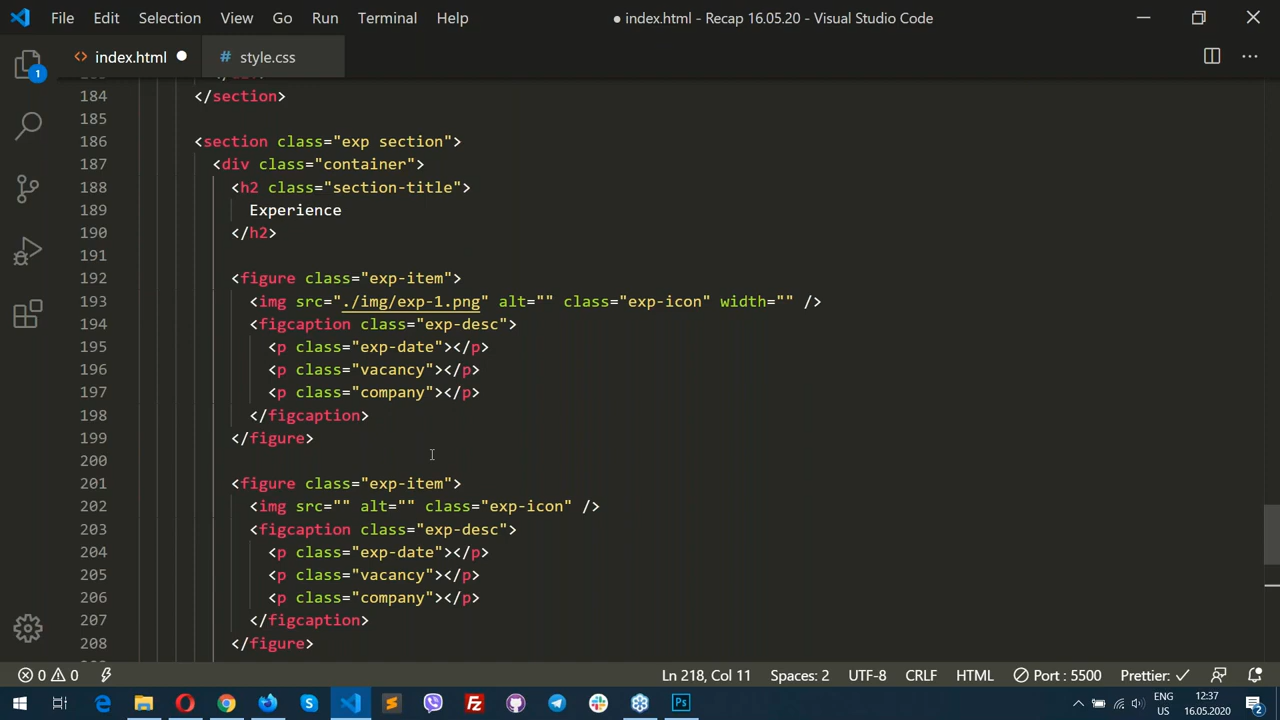 File Edit Selection View Go Run Terminal Help ● index.html - Recap 16.05.20 - Visual Studio Code
<> index.html # style.css
1
184 </section>
185
186 <section class="exp section">
187 <div class="container">
188 <h2 class="section-title">
189 Experience
190 </h2>
191
192 <figure class="exp-item">
193 <img src="./img/exp-1.png" alt="" class="exp-icon" width="" />
194 <figcaption class="exp-desc">
195 <p class="exp-date"></p>
196 <p class="vacancy"></p>
197 <p class="company"></p>
198 </figcaption>
199 </figure>
200
201 <figure class="exp-item">
202 <img src="" alt="" class="exp-icon" />
203 <figcaption class="exp-desc">
204 <p class="exp-date"></p>
205 <p class="vacancy"></p>
206 <p class="company"></p>
207 </figcaption>
208 </figure>
0 0 Ln 218, Col 11 Spaces: 2 UTF-8 CRLF HTML Port : 5500 Prettier: ✓
ENG 12:37
US 16.05.2020 2